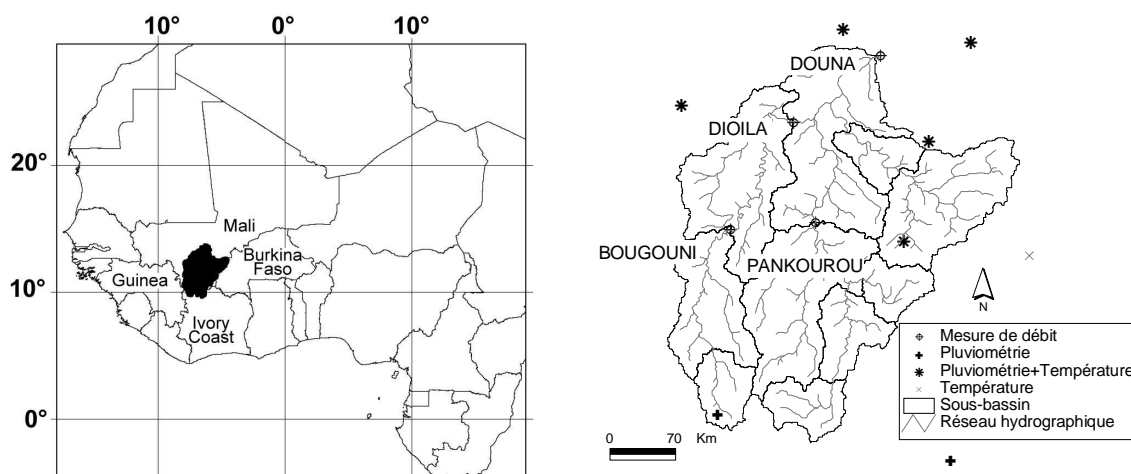 10° 0° 10°
20°
10°
0°
Mali
Burkina
Faso
Guinea
Ivory
Coast
DOUNA
DIOILA
BOUGOUNI
PANKOUROU
N
0 70 Km
Mesure de débit
Pluviométrie
Pluviométrie+Température
Température
Sous-bassin
Réseau hydrographique